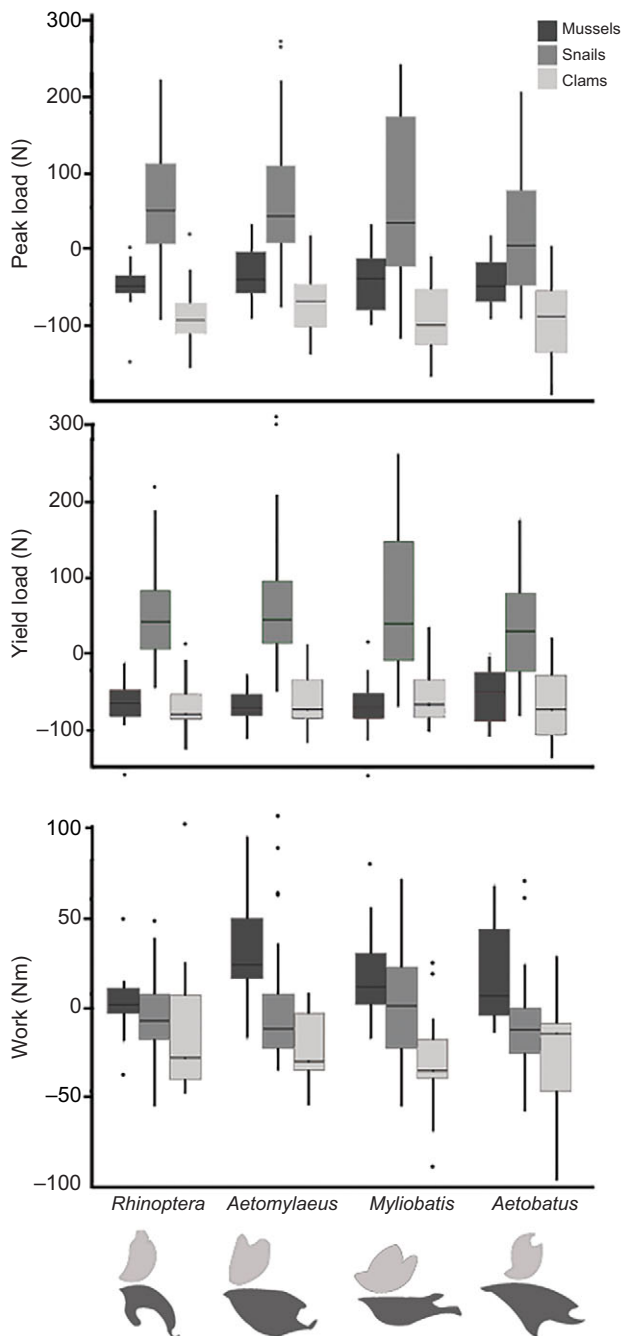 300
200
100
0
–100
Peak load (N)
Mussels
Snails
Clams
300
200
100
0
–100
Yield load (N)
100
50
0
–50
–100
Work (Nm)
Rhinoptera Aetomylaeus Myliobatis Aetobatus